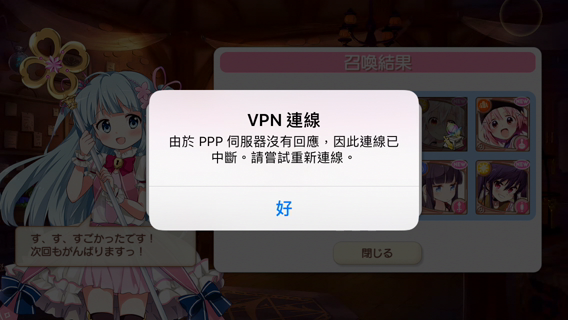 召喚結果
VPN 連線
由於 PPP 伺服器沒有回應，因此連線已
中斷。請嘗試重新連線。
好
す、す、すごかったです！
次回もがんばりますっ！
閉じる